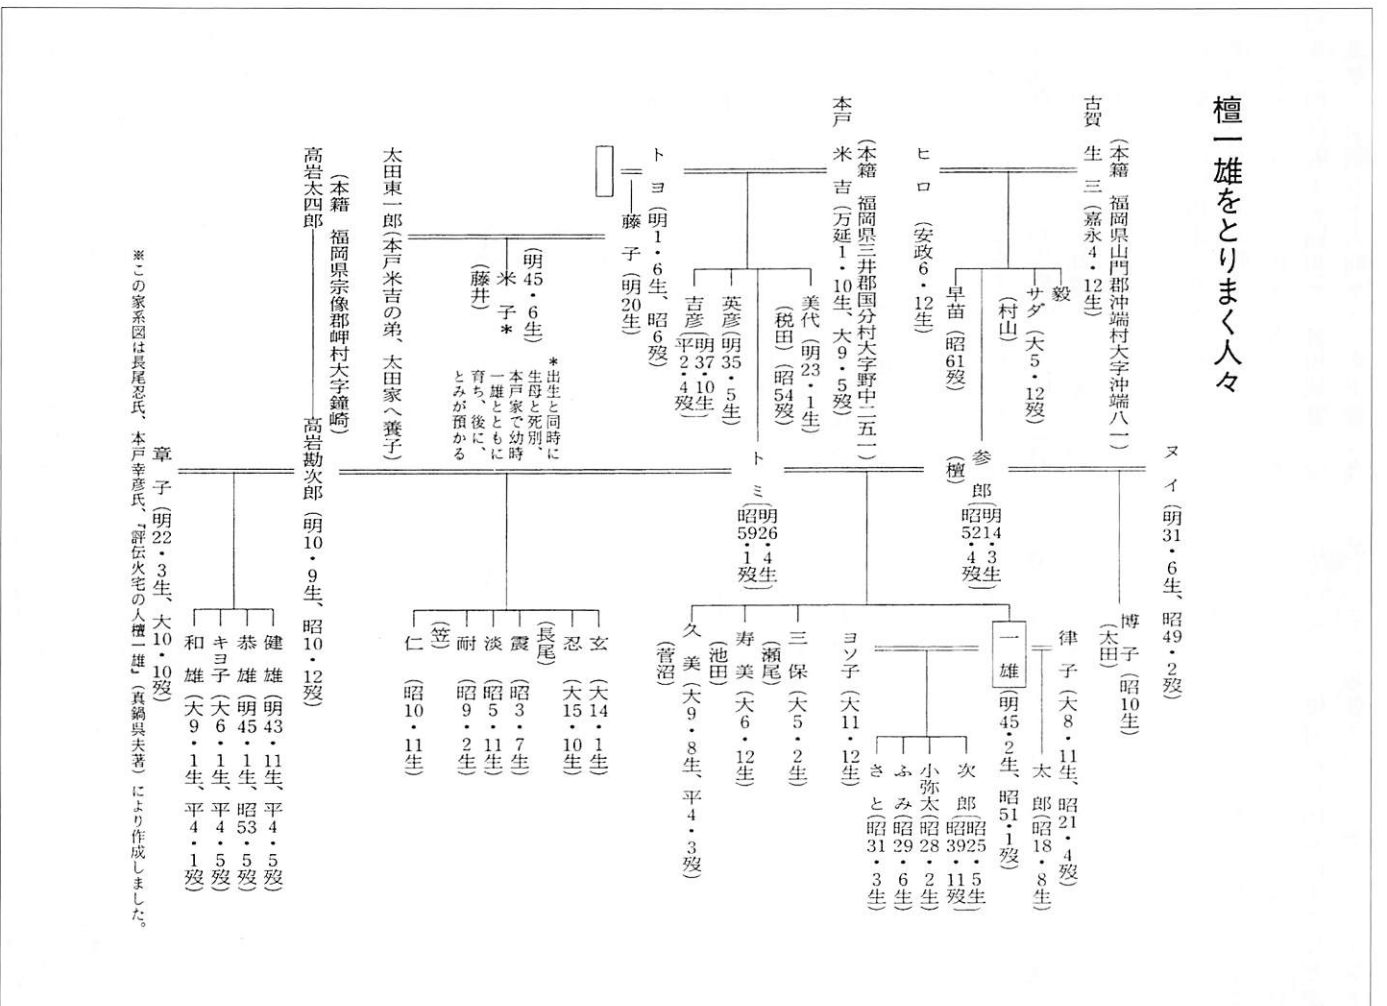 檀一雄をとりまく人々
(本籍 福岡県山門郡沖端村大字沖端八一)
古賀 生三(嘉永4・12生)
ヒロ (安政6・12生)
毅
サダ(大5・12歿)
(村山)
早苗(昭61歿)
(本籍 福岡県三井郡国分村大字野中二五一)
本戸 米吉(万延1・10生、大9・5歿)
トヨ(明1・6生、昭6歿)
美代(明23・1生)
(税田)(昭54歿)
英彦(明35・5生)
吉彦(明37・10生
平2・4歿)
藤子(明20生)
太田東一郎(本戸米吉の弟、太田家へ養子)
(明45・6生)
米子*
(藤井)
*出生と同時に
生母と死別、
本戸家で幼時
一雄とともに
育ち、後に、
とみが預かる
(本籍 福岡県宗像郡岬村大字鐘崎)
高岩太四郎
ヌイ(明31・6生、昭49・2歿)
参郎(明14・3生
昭52・4歿)
(檀)
トミ(明26・4生
昭59・1歿)
高岩勘次郎(明10・9生、昭10・12歿)
章子(明22・3生、大10・10歿)
博子(昭10生)
(太田)
律子(大8・11生、昭21・4歿)
一雄(明45・2生、昭51・1歿)
ヨソ子(大11・12生)
三保(大5・2生)
(瀬尾)
寿美(大6・12生)
(池田)
久美(大9・8生、平4・3歿)
(菅沼)
太郎(昭18・8生)
次郎(昭25・5生
昭39・11歿)
小弥太(昭28・2生)
ふみ(昭29・6生)
さと(昭31・3生)
玄(大14・1生)
忍(大15・10生)
(長尾)
震(昭3・7生)
淡(昭5・11生)
耐(昭9・2生)
(笠)
仁(昭10・11生)
健雄(明43・11生、平4・5歿)
恭雄(明45・1生、昭53・5歿)
キヨ子(大6・1生、平4・5歿)
和雄(大9・1生、平4・1歿)
※この家系図は長尾忍氏、本戸幸彦氏、『評伝火宅の人檀一雄』(真鍋呉夫著)により作成しました。